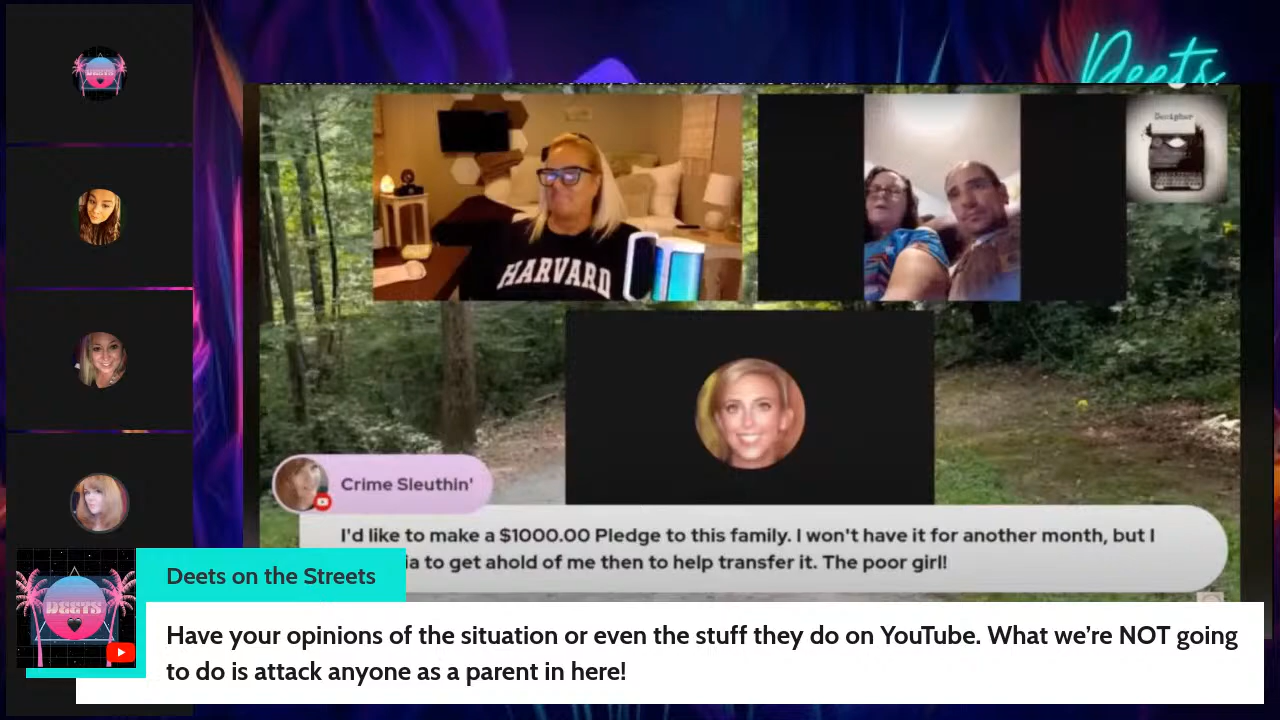 Deets
Decipher
HARVARD
Crime Sleuthin'
I'd like to make a $1000.00 Pledge to this family. I won't have it for another month, but I
to get ahold of me then to help transfer it. The poor girl!
DEETS
Deets on the Streets
DEETS
Have your opinions of the situation or even the stuff they do on YouTube. What we're NOT going
to do is attack anyone as a parent in here!